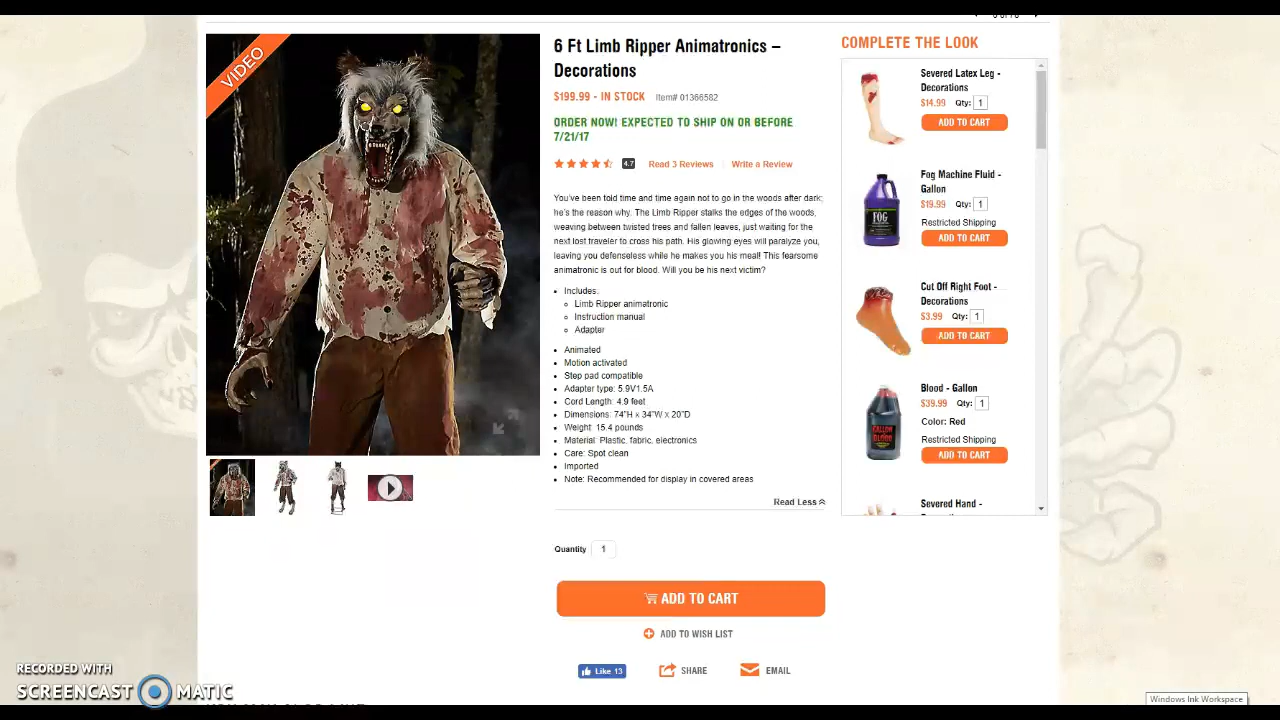 VIDEO
6 Ft Limb Ripper Animatronics –
Decorations
$199.99 - IN STOCK Item# 01366582
ORDER NOW! EXPECTED TO SHIP ON OR BEFORE
7/21/17
4.7 Read 3 Reviews Write a Review
You've been told time and time again not to go in the woods after dark;
he's the reason why. The Limb Ripper stalks the edges of the woods,
weaving between twisted trees and fallen leaves, just waiting for the
next lost traveler to cross his path. His glowing eyes will paralyze you,
leaving you defenseless while he makes you his meal! This fearsome
animatronic is out for blood. Will you be his next victim?
Includes:
Limb Ripper animatronic
Instruction manual
Adapter
Animated
Motion activated
Step pad compatible
Adapter type: 5.9V1.5A
Cord Length: 4.9 feet
Dimensions: 74"H x 34"W x 20"D
Weight: 15.4 pounds
Material: Plastic, fabric, electronics
Care: Spot clean
Imported
Note: Recommended for display in covered areas
Read Less
Quantity 1
ADD TO CART
ADD TO WISH LIST
Like 13 SHARE EMAIL
COMPLETE THE LOOK
Severed Latex Leg -
Decorations
$14.99 Qty: 1
ADD TO CART
Fog Machine Fluid -
Gallon
$19.99 Qty: 1
Restricted Shipping
ADD TO CART
FOG
Cut Off Right Foot -
Decorations
$3.99 Qty: 1
ADD TO CART
Blood - Gallon
$39.99 Qty: 1
Color: Red
Restricted Shipping
ADD TO CART
GALLON
BLOOD
Severed Hand -
RECORDED WITH
SCREENCAST MATIC
Windows Ink Workspace